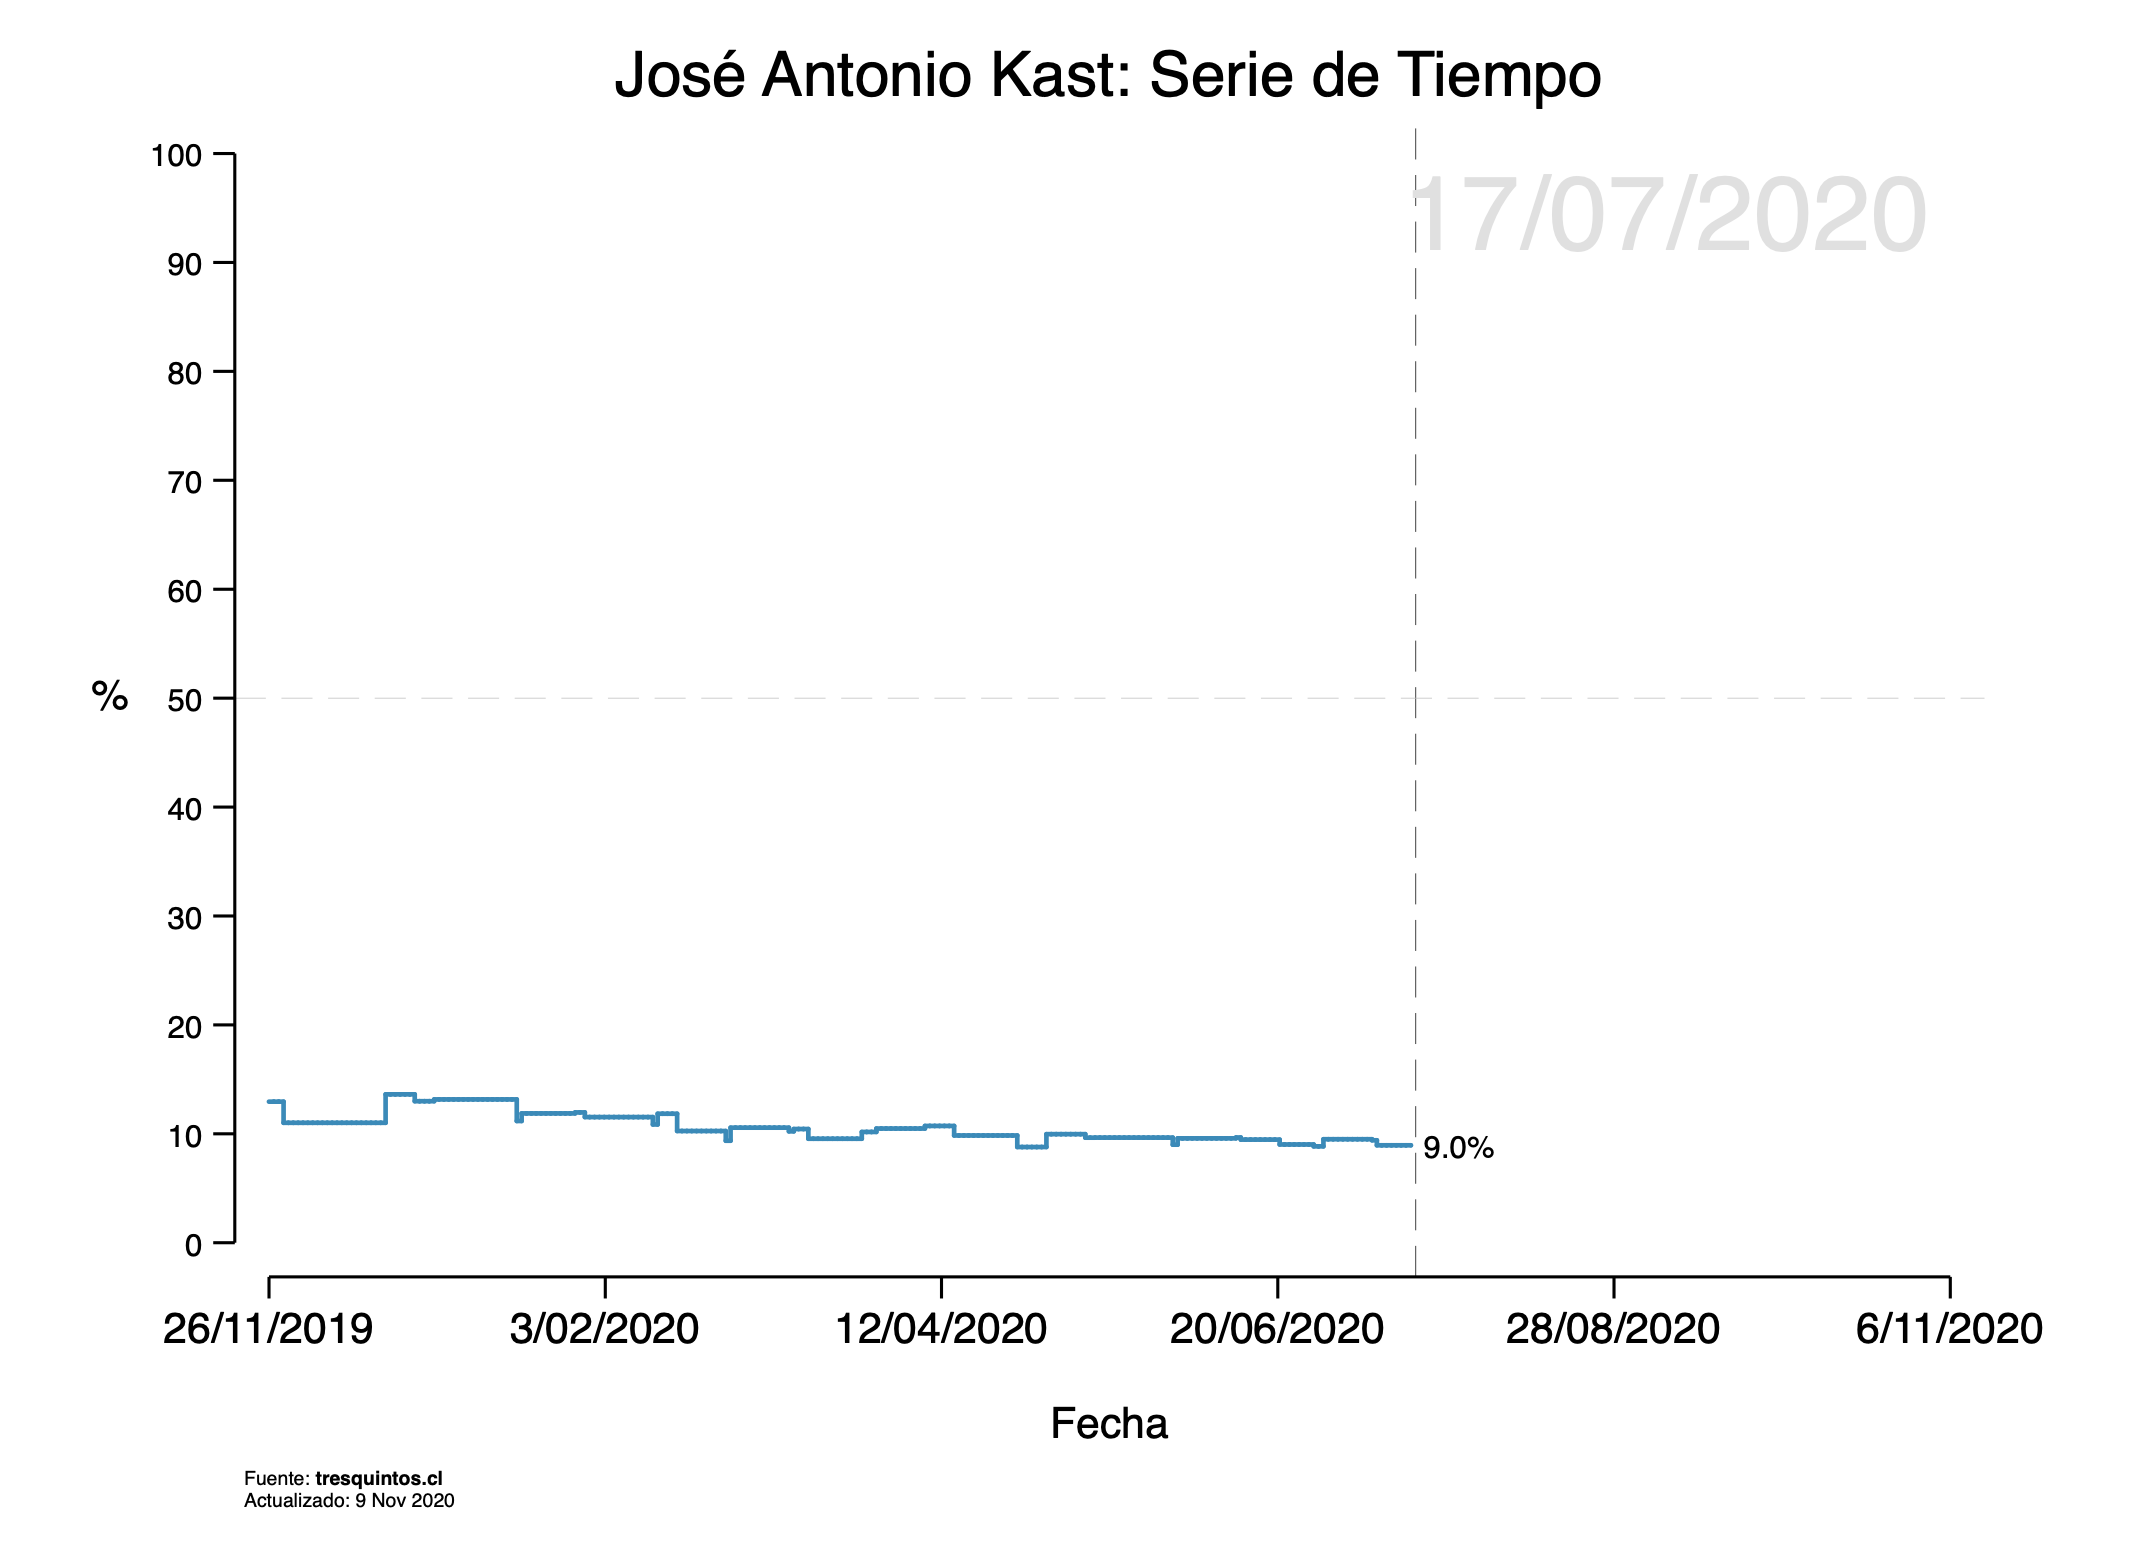 José Antonio Kast: Serie de Tiempo
17/07/2020
100
90
80
70
60
50
40
30
20
10
0
%
9.0%
26/11/2019 3/02/2020 12/04/2020 20/06/2020 28/08/2020 6/11/2020
Fecha
Fuente: tresquintos.cl
Actualizado: 9 Nov 2020